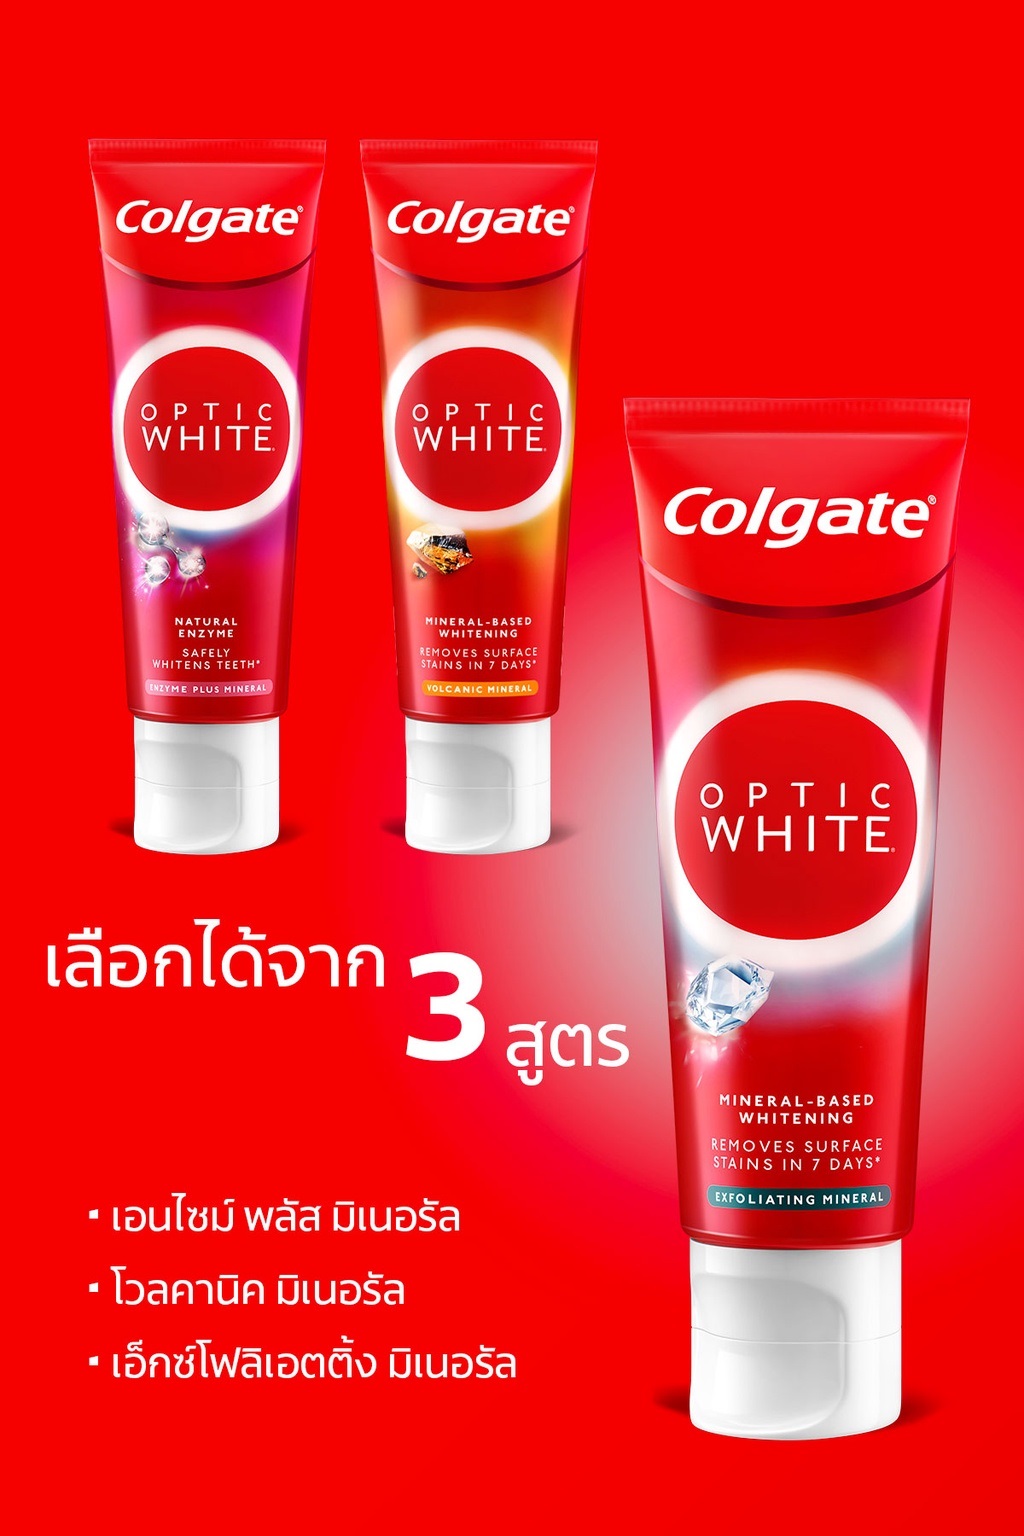 Colgate®
OPTIC
WHITE®
NATURAL
ENZYME
SAFELY
WHITENS TEETH*
ENZYME PLUS MINERAL
Colgate®
OPTIC
WHITE®
MINERAL-BASED
WHITENING
REMOVES SURFACE
STAINS IN 7 DAYS*
VOLCANIC MINERAL
Colgate®
OPTIC
WHITE®
MINERAL-BASED
WHITENING
REMOVES SURFACE
STAINS IN 7 DAYS*
EXFOLIATING MINERAL
เลือกได้จาก 3 สูตร
· เอนไซม์ พลัส มิเนอรัล
· โวลคานิค มิเนอรัล
· เอ็กซ์โฟลิเอตติ้ง มิเนอรัล